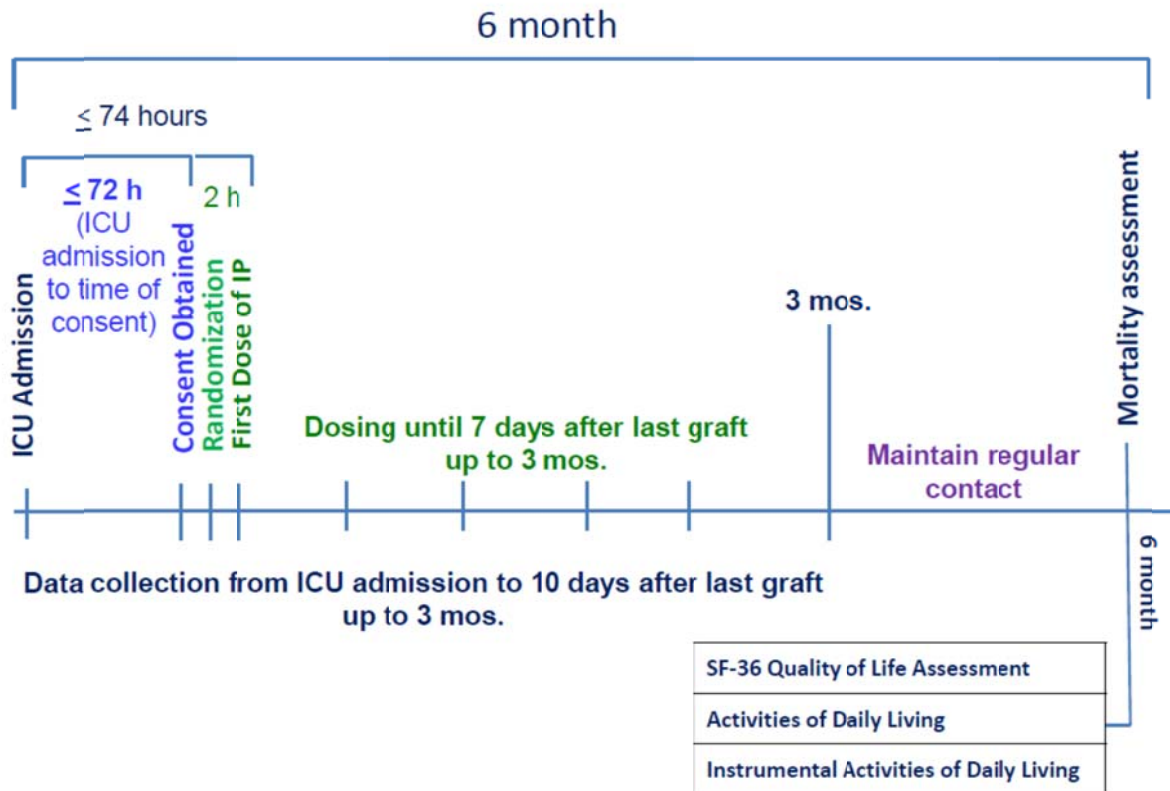 6 month
≤ 74 hours
≤ 72 h
(ICU
admission
to time of
consent)
2 h
ICU Admission
Consent Obtained
Randomization
First Dose of IP
3 mos.
Mortality assessment
Dosing until 7 days after last graft
up to 3 mos.
Maintain regular
contact
Data collection from ICU admission to 10 days after last graft
up to 3 mos.
6 month
SF-36 Quality of Life Assessment
Activities of Daily Living
Instrumental Activities of Daily Living